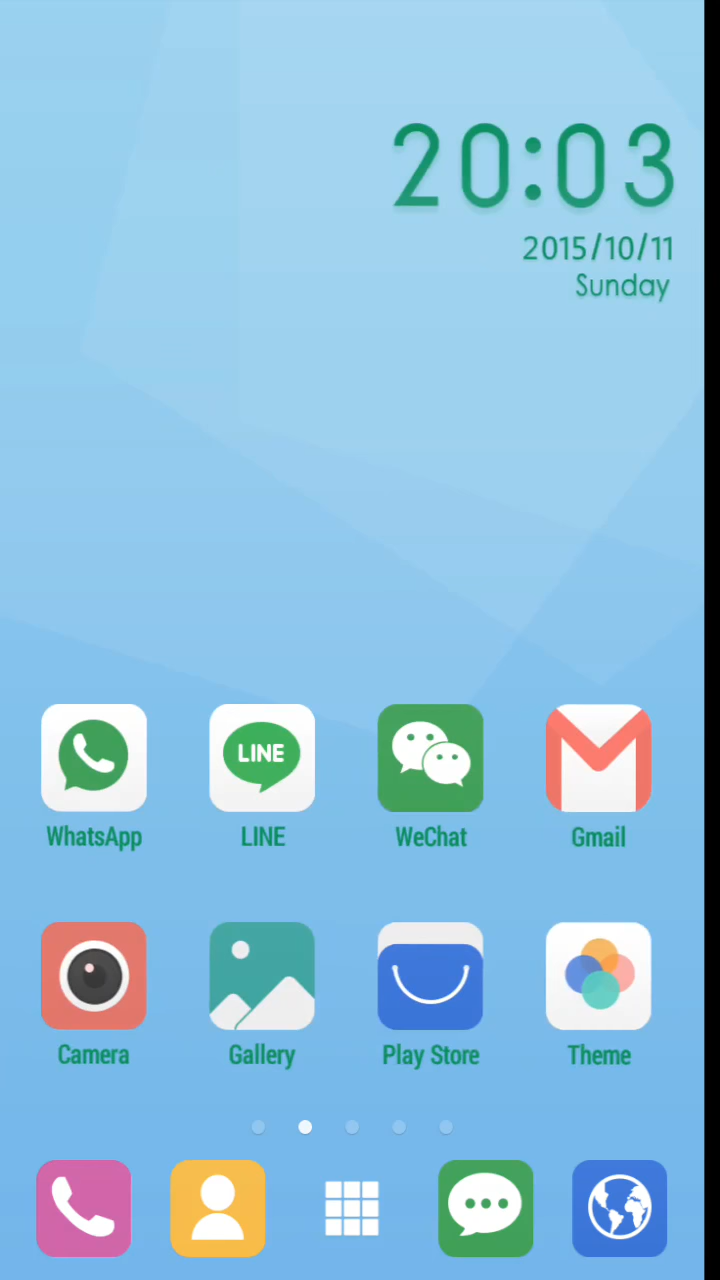 20:03
2015/10/11
Sunday
LINE
WhatsApp
LINE
WeChat
Gmail
Camera
Gallery
Play Store
Theme